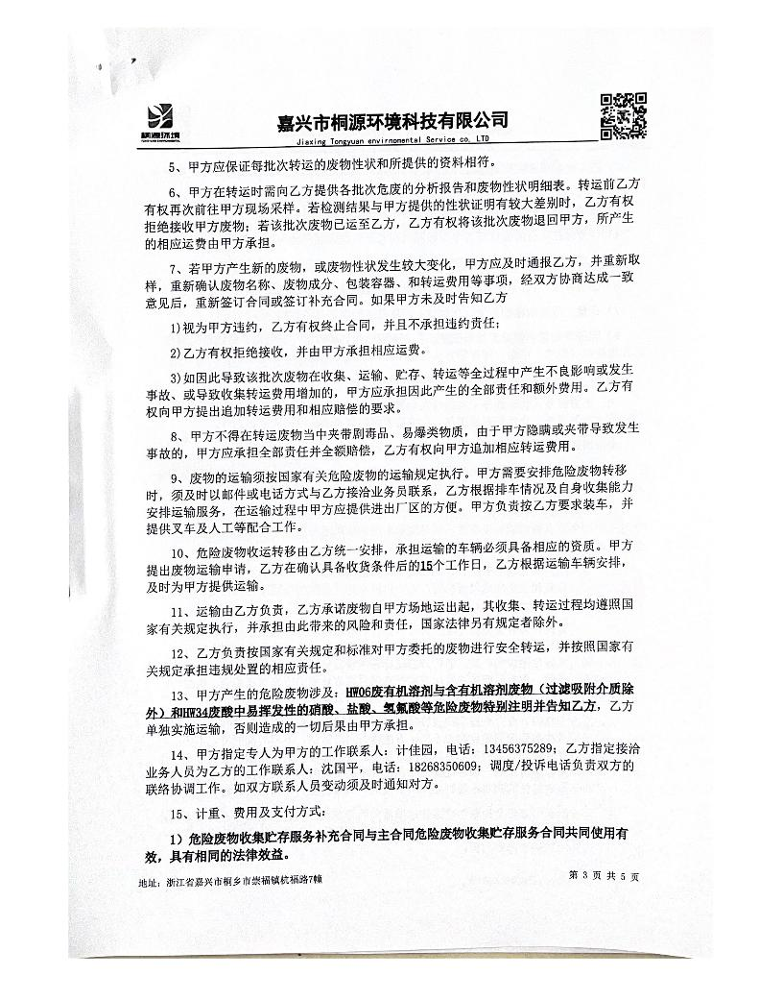 桐源环境
嘉兴市桐源环境科技有限公司
Jiaxing Tongyuan envirnomental Service co. LTD
5、甲方应保证每批次转运的废物性状和所提供的资料相符。
6、甲方在转运时需向乙方提供各批次危废的分析报告和废物性状明细表。转运前乙方
有权再次前往甲方现场采样。若检测结果与甲方提供的性状证明有较大差别时，乙方有权
拒绝接收甲方废物；若该批次废物已运至乙方，乙方有权将该批次废物退回甲方，所产生
的相应运费由甲方承担。
7、若甲方产生新的废物，或废物性状发生较大变化，甲方应及时通报乙方，并重新取
样，重新确认废物名称、废物成分、包装容器、和转运费用等事项，经双方协商达成一致
意见后，重新签订合同或签订补充合同。如果甲方未及时告知乙方
1)视为甲方违约，乙方有权终止合同，并且不承担违约责任；
2)乙方有权拒绝接收，并由甲方承担相应运费。
3)如因此导致该批次废物在收集、运输、贮存、转运等全过程中产生不良影响或发生
事故、或导致收集转运费用增加的，甲方应承担因此产生的全部责任和额外费用。乙方有
权向甲方提出追加转运费用和相应赔偿的要求。
8、甲方不得在转运废物当中夹带剧毒品、易爆类物质，由于甲方隐瞒或夹带导致发生
事故的，甲方应承担全部责任并全额赔偿，乙方有权向甲方追加相应转运费用。
9、废物的运输须按国家有关危险废物的运输规定执行。甲方需要安排危险废物转移
时，须及时以邮件或电话方式与乙方接洽业务员联系，乙方根据排车情况及自身收集能力
安排运输服务，在运输过程中甲方应提供进出厂区的方便。甲方负责按乙方要求装车，并
提供叉车及人工等配合工作。
10、危险废物收运转移由乙方统一安排，承担运输的车辆必须具备相应的资质。甲方
提出废物运输申请，乙方在确认具备收货条件后的15个工作日，乙方根据运输车辆安排，
及时为甲方提供运输。
11、运输由乙方负责，乙方承诺废物自甲方场地运出起，其收集、转运过程均遵照国
家有关规定执行，并承担由此带来的风险和责任，国家法律另有规定者除外。
12、乙方负责按国家有关规定和标准对甲方委托的废物进行安全转运，并按照国家有
关规定承担违规处置的相应责任。
13、甲方产生的危险废物涉及：HW06废有机溶剂与含有机溶剂废物（过滤吸附介质除
外）和HW34废酸中易挥发性的硝酸、盐酸、氢氟酸等危险废物特别注明并告知乙方，乙方
单独实施运输，否则造成的一切后果由甲方承担。
14、甲方指定专人为甲方的工作联系人：计佳园，电话：13456375289；乙方指定接洽
业务人员为乙方的工作联系人：沈国平，电话：18268350609；调度/投诉电话负责双方的
联络协调工作。如双方联系人员变动须及时通知对方。
15、计重、费用及支付方式：
1）危险废物收集贮存服务补充合同与主合同危险废物收集贮存服务合同共同使用有
效，具有相同的法律效益。
地址：浙江省嘉兴市桐乡市崇福镇杭福路7幢
第 3 页 共 5 页